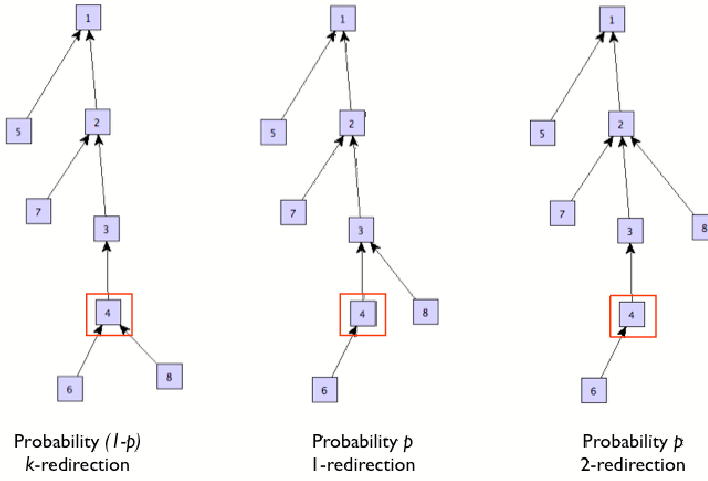 1 1 1
5 2 5 2 5 2
7 3 7 3 7 3 8
4 4 8 4
6 8 6 6
Probability (1-p) Probability p Probability p
k-redirection 1-redirection 2-redirection